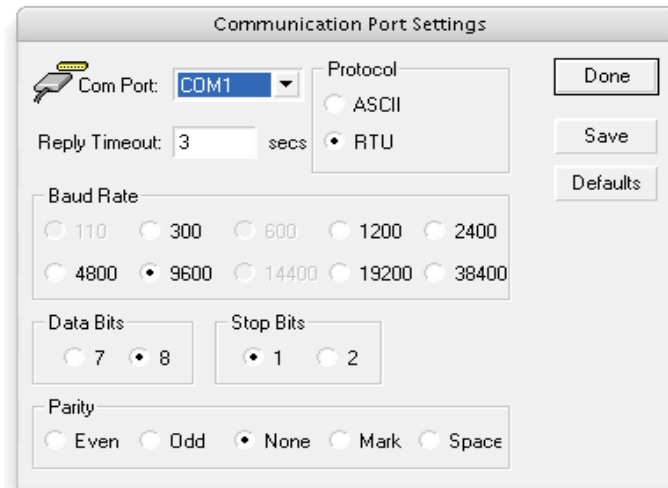 Communication Port Settings
Com Port: COM1
Protocol
ASCII
RTU
Done
Reply Timeout: 3 secs
Save
Defaults
Baud Rate
110 300 600 1200 2400
4800 9600 14400 19200 38400
Data Bits
7 8
Stop Bits
1 2
Parity
Even Odd None Mark Space